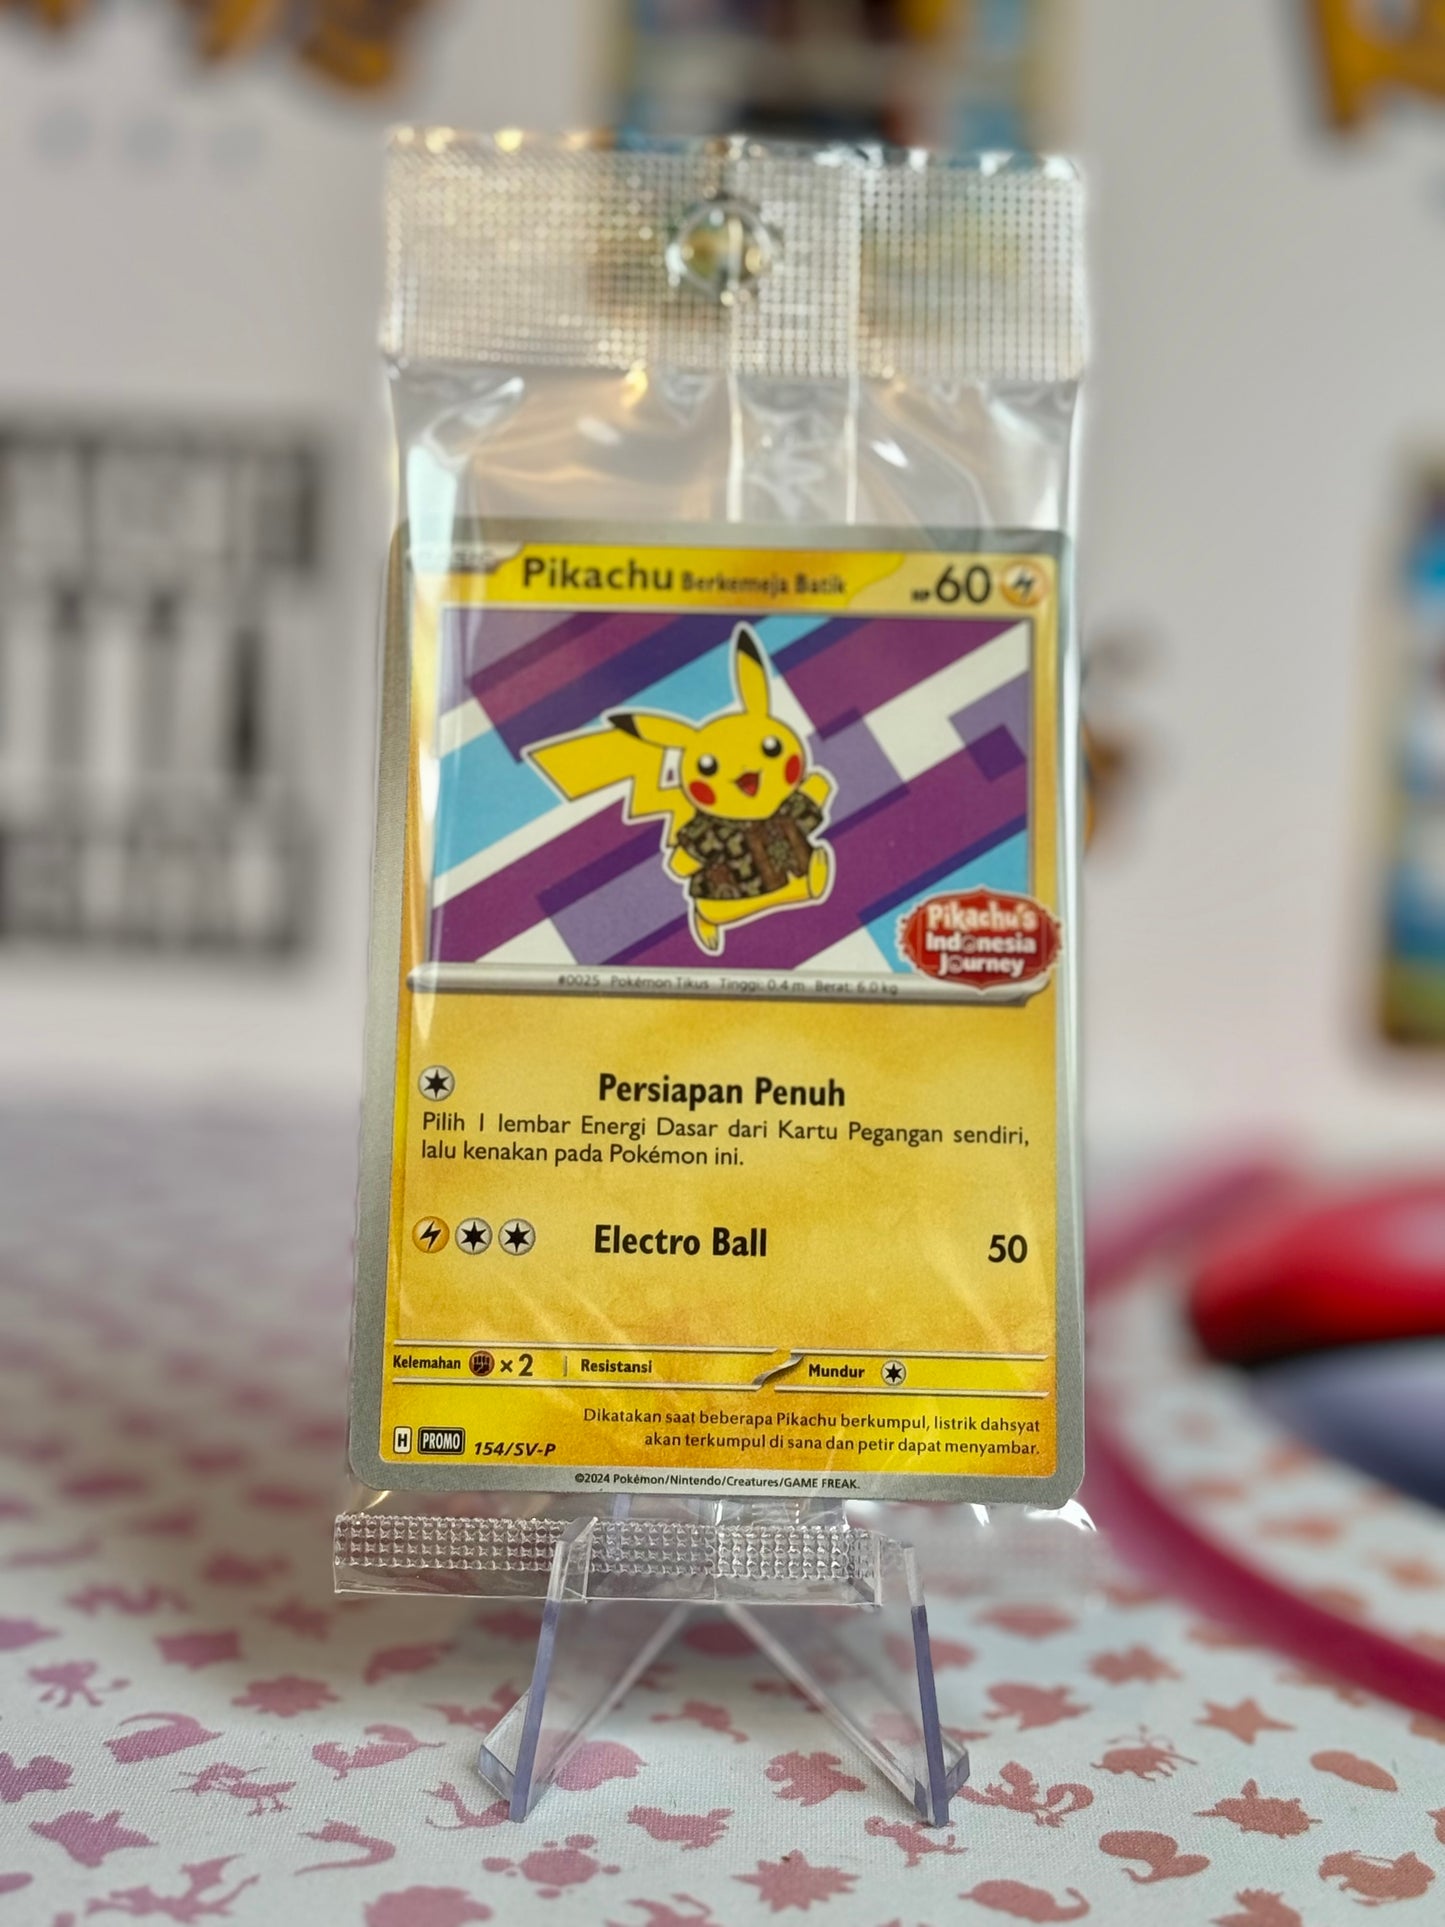 Pikachu Berkemeja Batik HP 60
Pikachu's
Indonesia
Journey
#0025 Pokémon Tikus Tinggi: 0.4 m Berat: 6.0 kg
Persiapan Penuh
Pilih 1 lembar Energi Dasar dari Kartu Pegangan sendiri,
lalu kenakan pada Pokémon ini.
Electro Ball 50
Kelemahan ×2 Resistansi Mundur
Dikatakan saat beberapa Pikachu berkumpul, listrik dahsyat
akan terkumpul di sana dan petir dapat menyambar.
H PROMO 154/SV-P
©2024 Pokémon/Nintendo/Creatures/GAME FREAK.